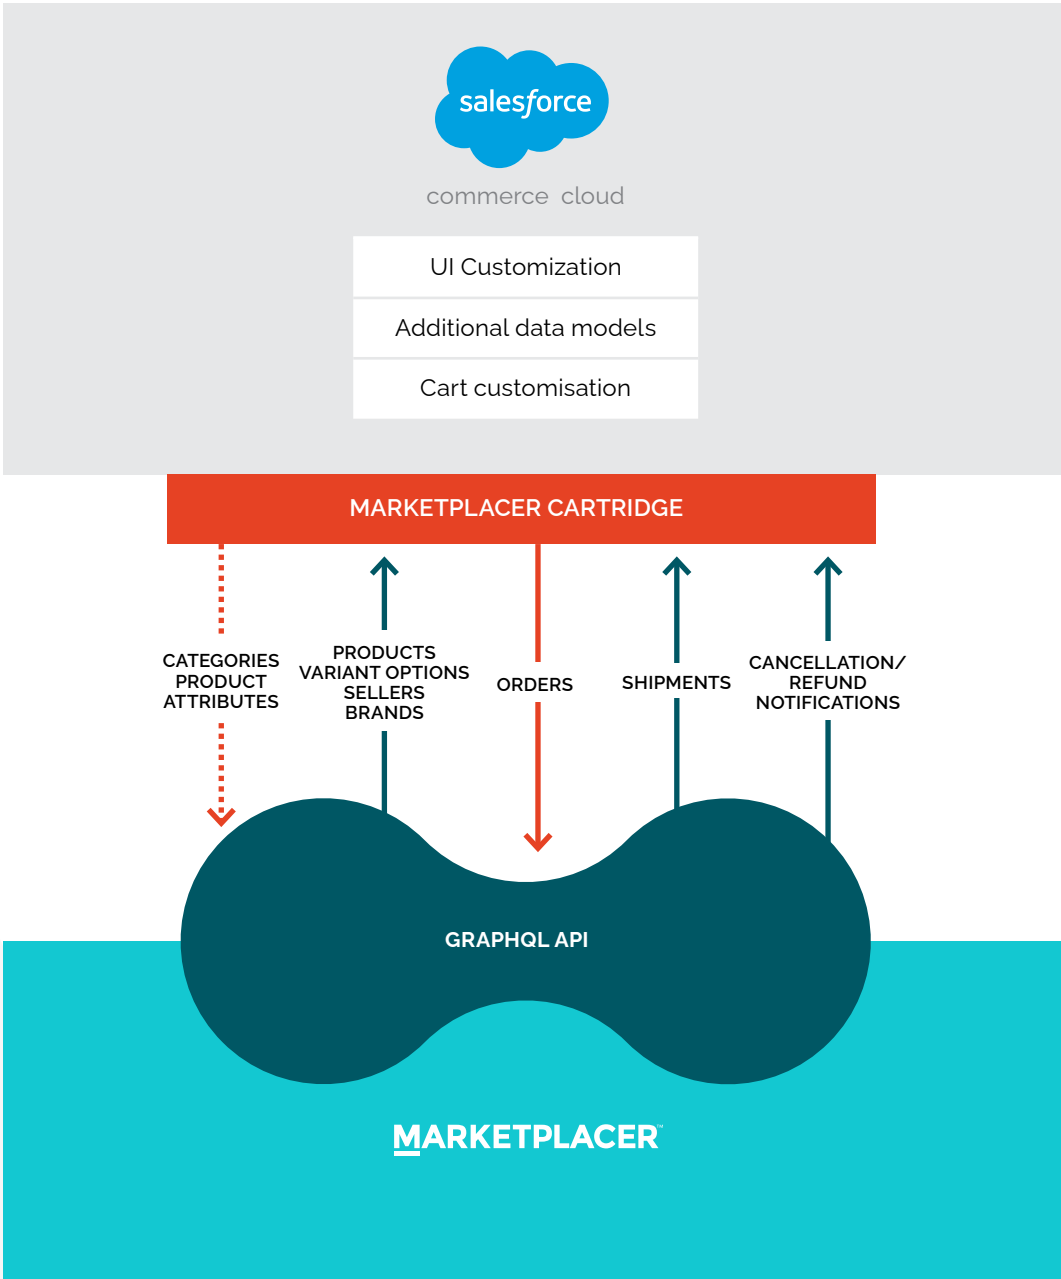 salesforce
commerce cloud
UI Customization
Additional data models
Cart customisation
MARKETPLACER CARTRIDGE
CATEGORIES
PRODUCT
ATTRIBUTES
PRODUCTS
VARIANT OPTIONS
SELLERS
BRANDS
ORDERS
SHIPMENTS
CANCELLATION/
REFUND
NOTIFICATIONS
GRAPHQL API
MARKETPLACER™